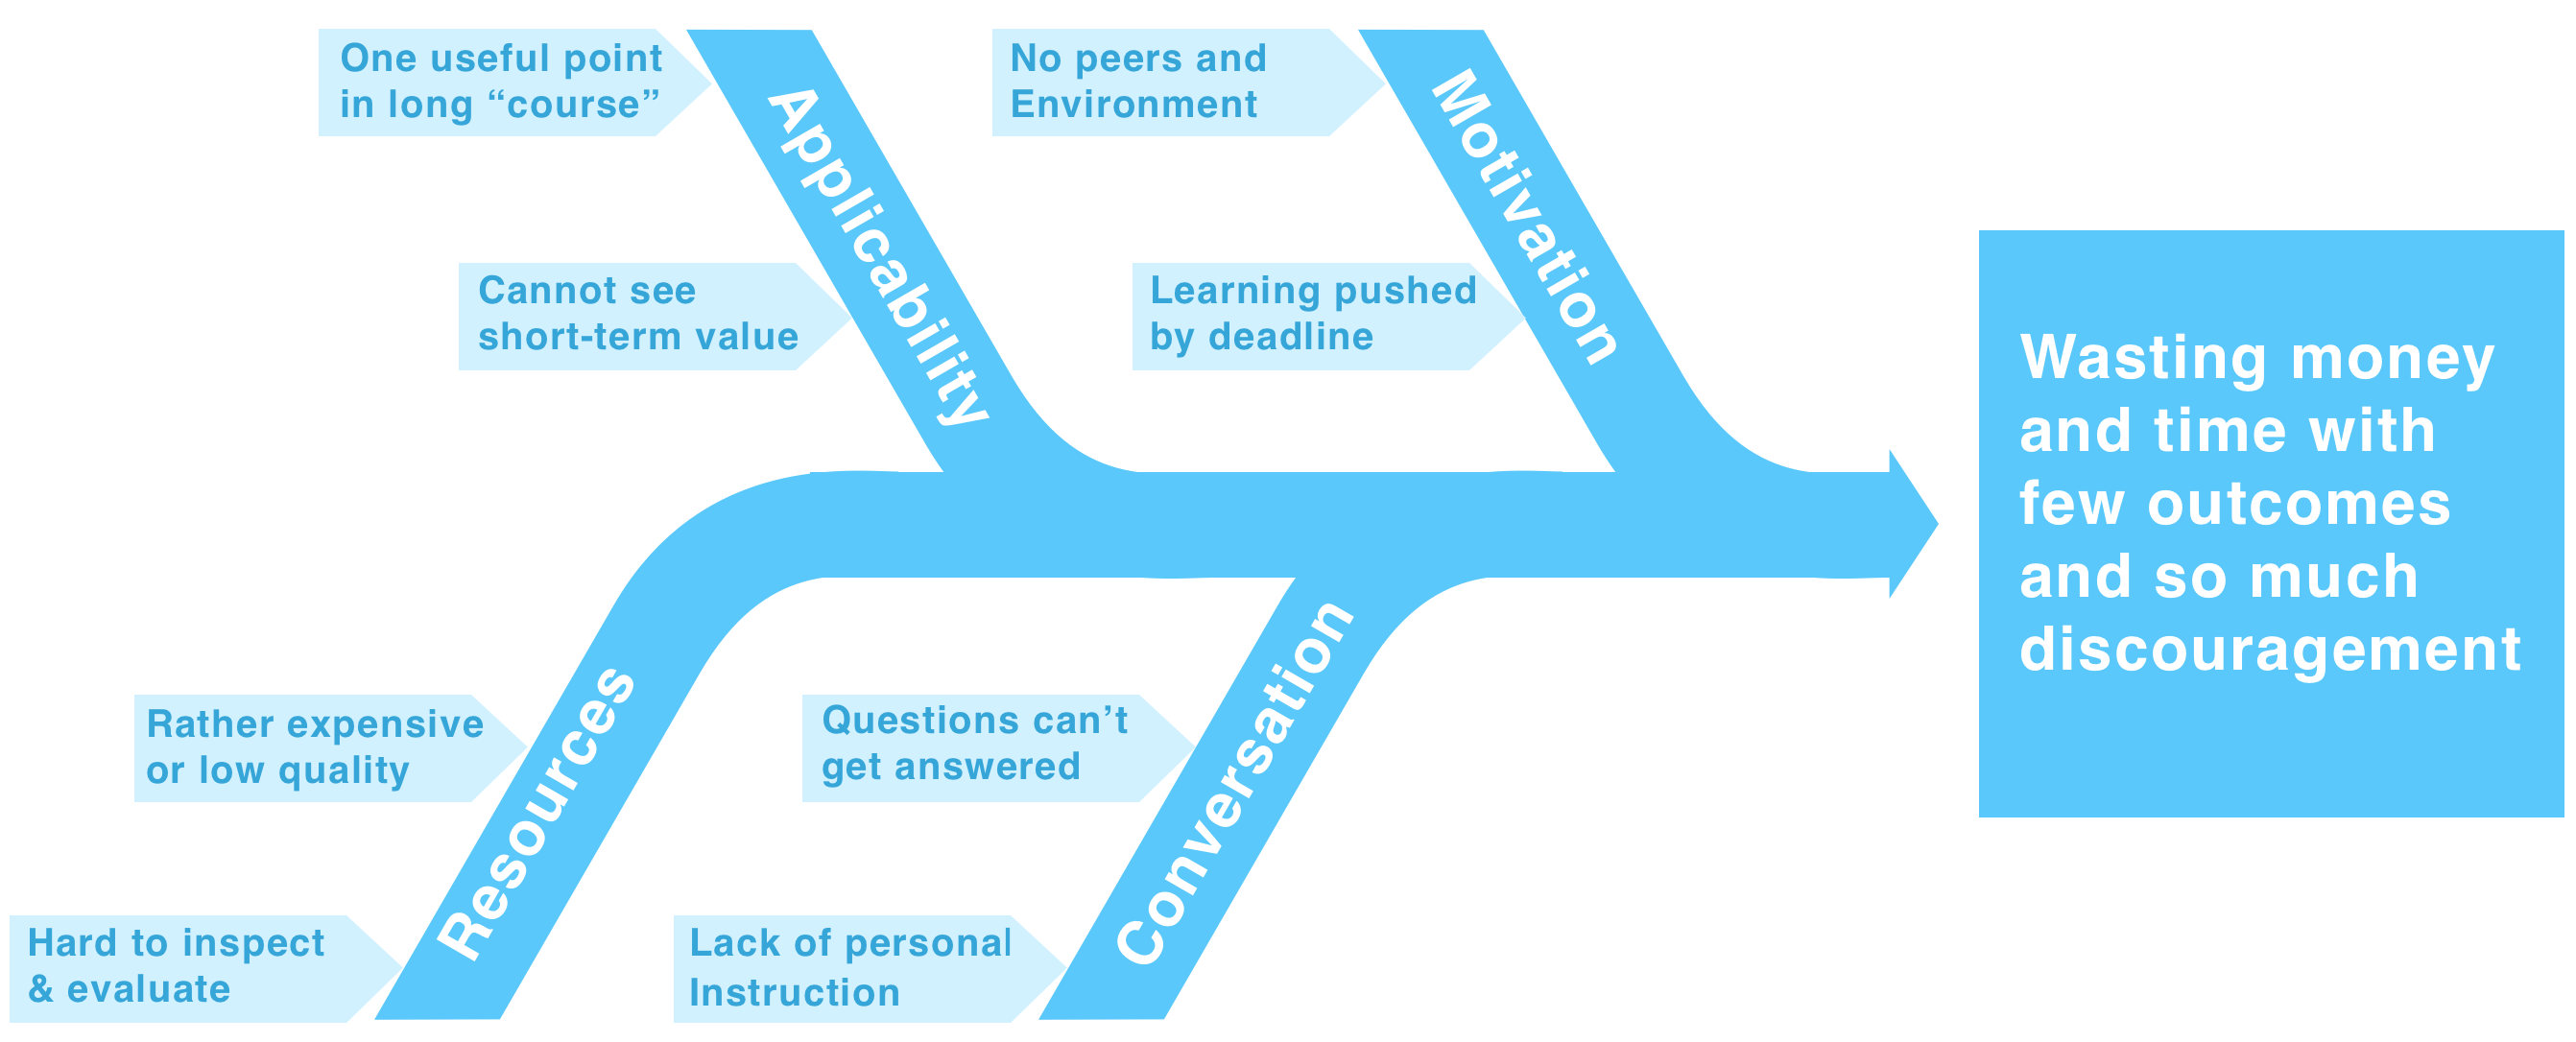 One useful point
in long “course”
Applicability
Cannot see
short-term value
No peers and
Environment
Motivation
Learning pushed
by deadline
Wasting money
and time with
few outcomes
and so much
discouragement
Rather expensive
or low quality
Resources
Hard to inspect
& evaluate
Questions can’t
get answered
Conversation
Lack of personal
Instruction